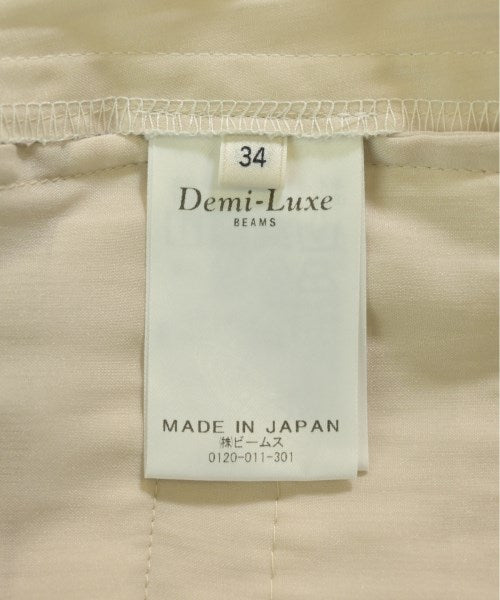 34
Demi-Luxe
BEAMS
MADE IN JAPAN
㈱ビームス
0120-011-301